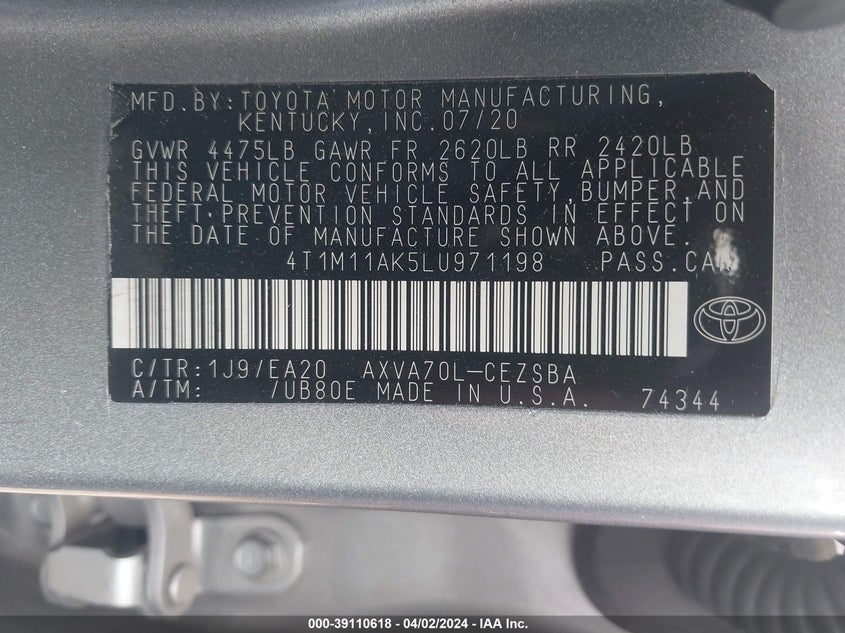 MFD.BY:TOYOTA MOTOR MANUFACTURING,
KENTUCKY,INC.07/20
GVWR 4475LB GAWR FR 2620LB RR 2420LB
THIS VEHICLE CONFORMS TO ALL APPLICABLE
FEDERAL MOTOR VEHICLE SAFETY,BUMPER,AND
THEFT-PREVENTION STANDARDS IN EFFECT ON
THE DATE OF MANUFACTURE SHOWN ABOVE.
4T1M11AK5LU971198 PASS.CAR
C/TR:1J9/EA20 AXVA70L-CEZSBA
A/TM: /UB80E MADE IN U.S.A. 74344
000-39110618 - 04/02/2024 - IAA Inc.